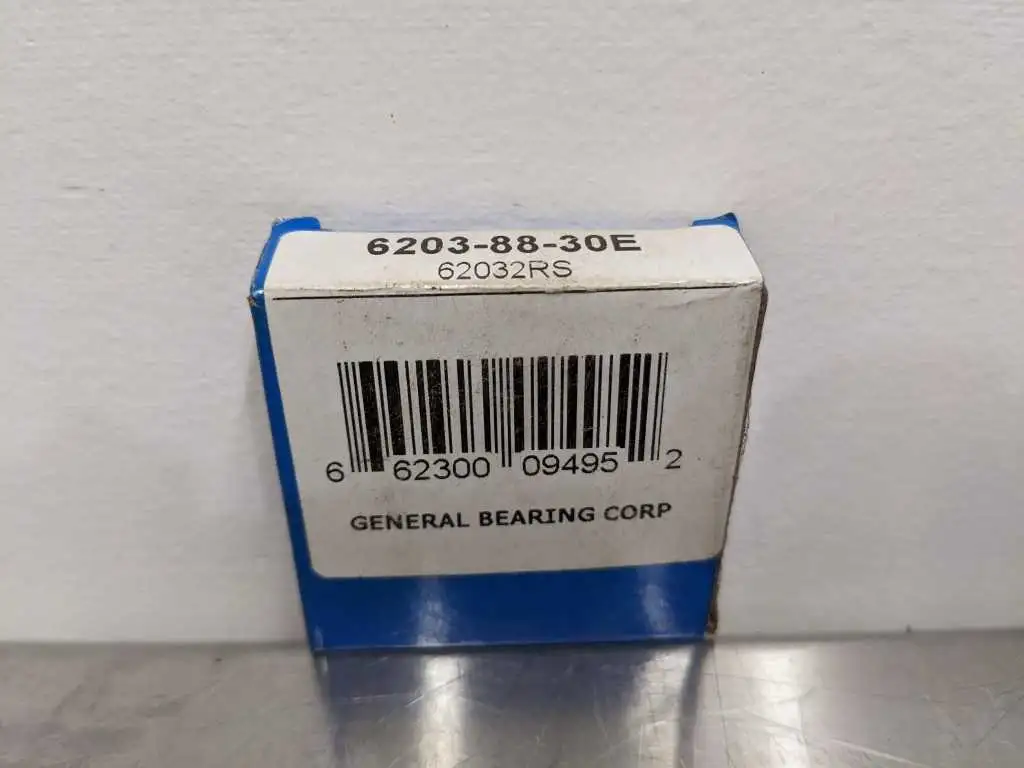 6203-88-30E
62032RS
6 62300 09495 2
GENERAL BEARING CORP